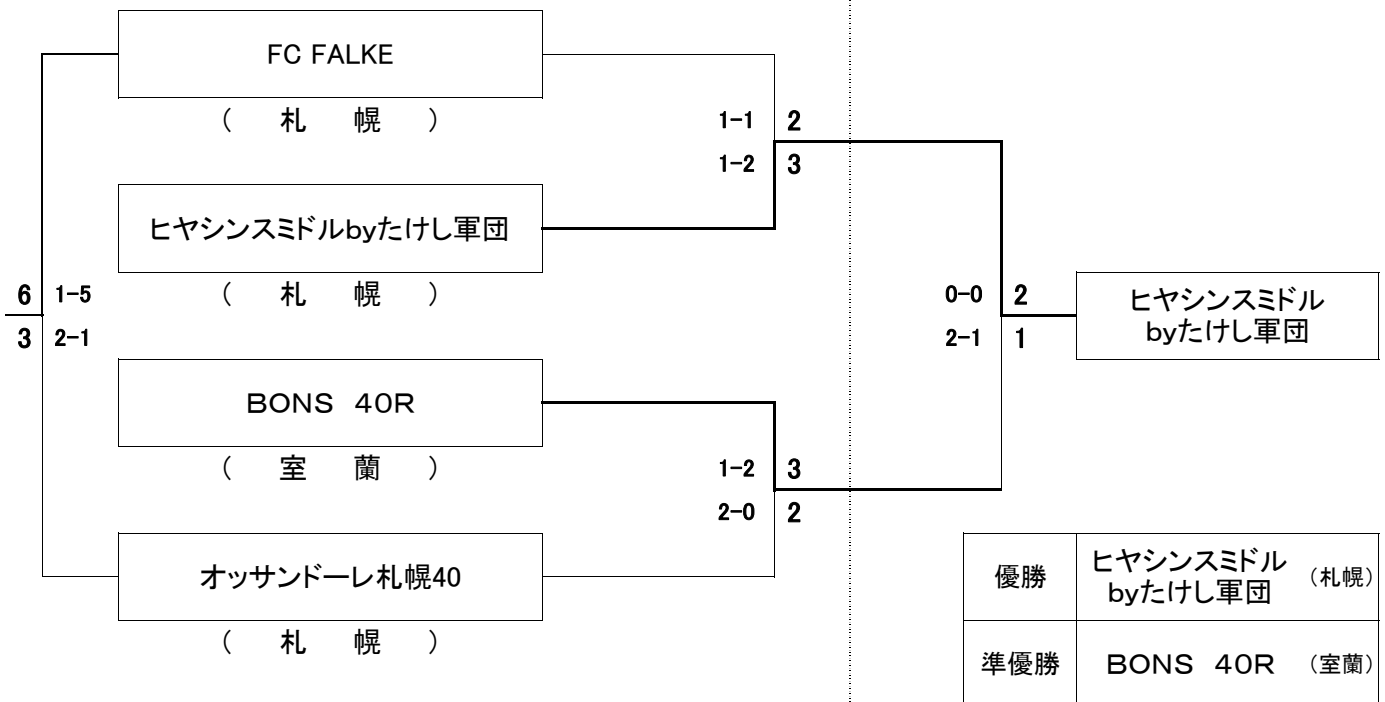 FC FALKE
（　札　幌　）
1-1 2
1-2 3
ヒヤシンスミドルbyたけし軍団
（　札　幌　）
6 1-5
3 2-1
0-0 2
2-1 1
ヒヤシンスミドル
byたけし軍団
BONS　40R
（　室　蘭　）
1-2 3
2-0 2
オッサンドーレ札幌40
（　札　幌　）
優勝 ヒヤシンスミドル
byたけし軍団 （札幌）
準優勝 BONS　40R （室蘭）